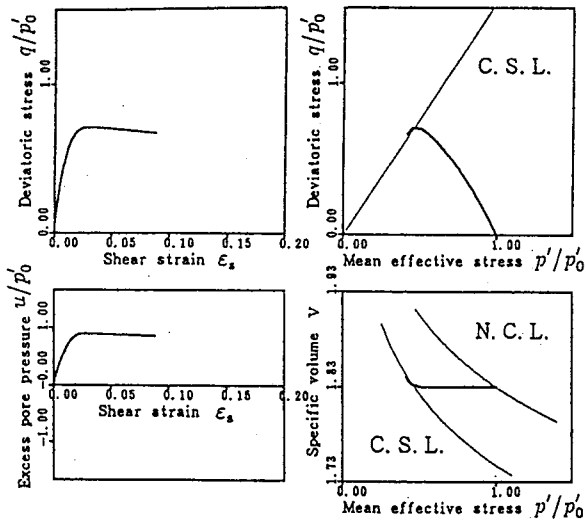 Deviatoric stress q/p'₀
1.00
0.00
0.00 0.05 0.10 0.15 0.20
Shear strain εₛ
Deviatoric stress q/p'₀
1.00
0.00
C. S. L.
0.00 1.00
Mean effective stress p'/p'₀
Excess pore pressure u/p'₀
1.00
-0.00
-1.00
0.00 0.05 0.10 0.15 0.20
Shear strain εₛ
Specific volume V
1.93
1.83
1.73
N. C. L.
C. S. L.
0.00 1.00
Mean effective stress p'/p'₀